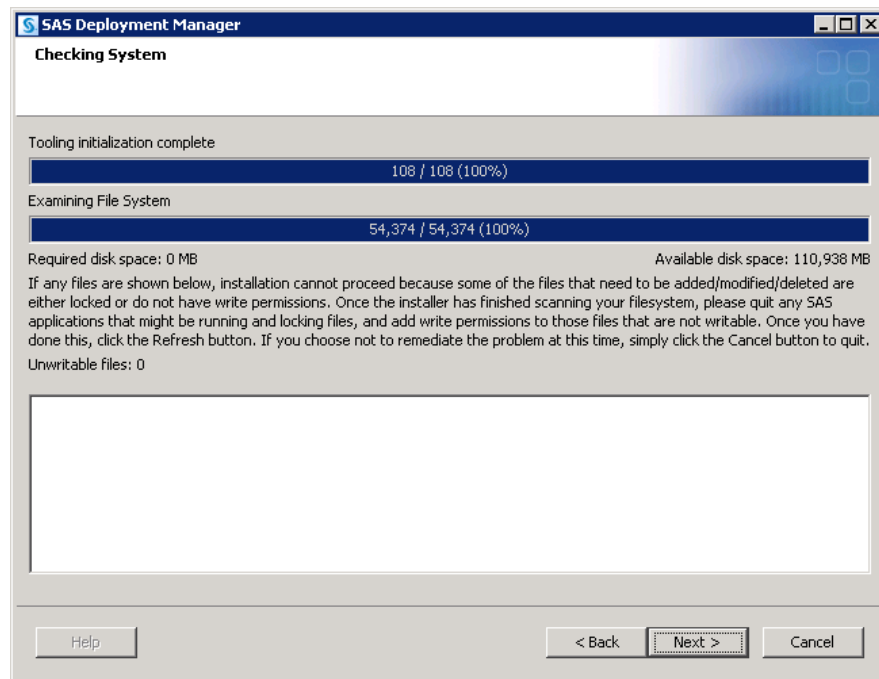 SAS Deployment Manager
Checking System
Tooling initialization complete
108 / 108 (100%)
Examining File System
54,374 / 54,374 (100%)
Required disk space: 0 MB Available disk space: 110,938 MB
If any files are shown below, installation cannot proceed because some of the files that need to be added/modified/deleted are
either locked or do not have write permissions. Once the installer has finished scanning your filesystem, please quit any SAS
applications that might be running and locking files, and add write permissions to those files that are not writable. Once you have
done this, click the Refresh button. If you choose not to remediate the problem at this time, simply click the Cancel button to quit.
Unwritable files: 0
Help < Back Next > Cancel